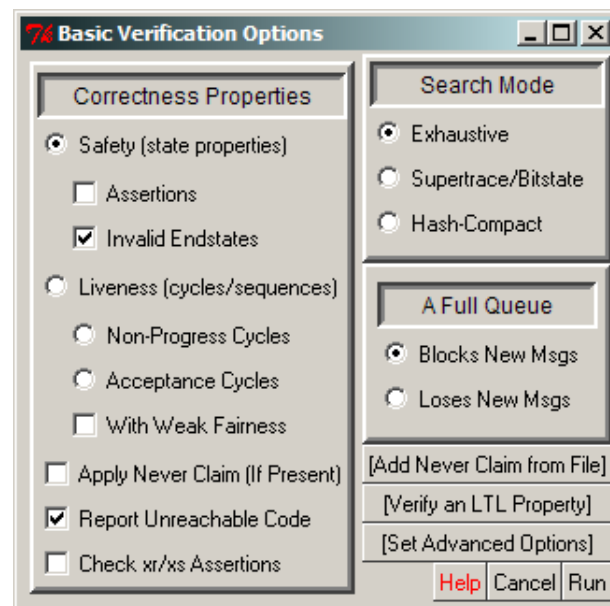 Basic Verification Options
Correctness Properties
Safety (state properties)
Assertions
Invalid Endstates
Liveness (cycles/sequences)
Non-Progress Cycles
Acceptance Cycles
With Weak Fairness
Apply Never Claim (If Present)
Report Unreachable Code
Check xr/xs Assertions
Search Mode
Exhaustive
Supertrace/Bitstate
Hash-Compact
A Full Queue
Blocks New Msgs
Loses New Msgs
[Add Never Claim from File]
[Verify an LTL Property]
[Set Advanced Options]
Help Cancel Run